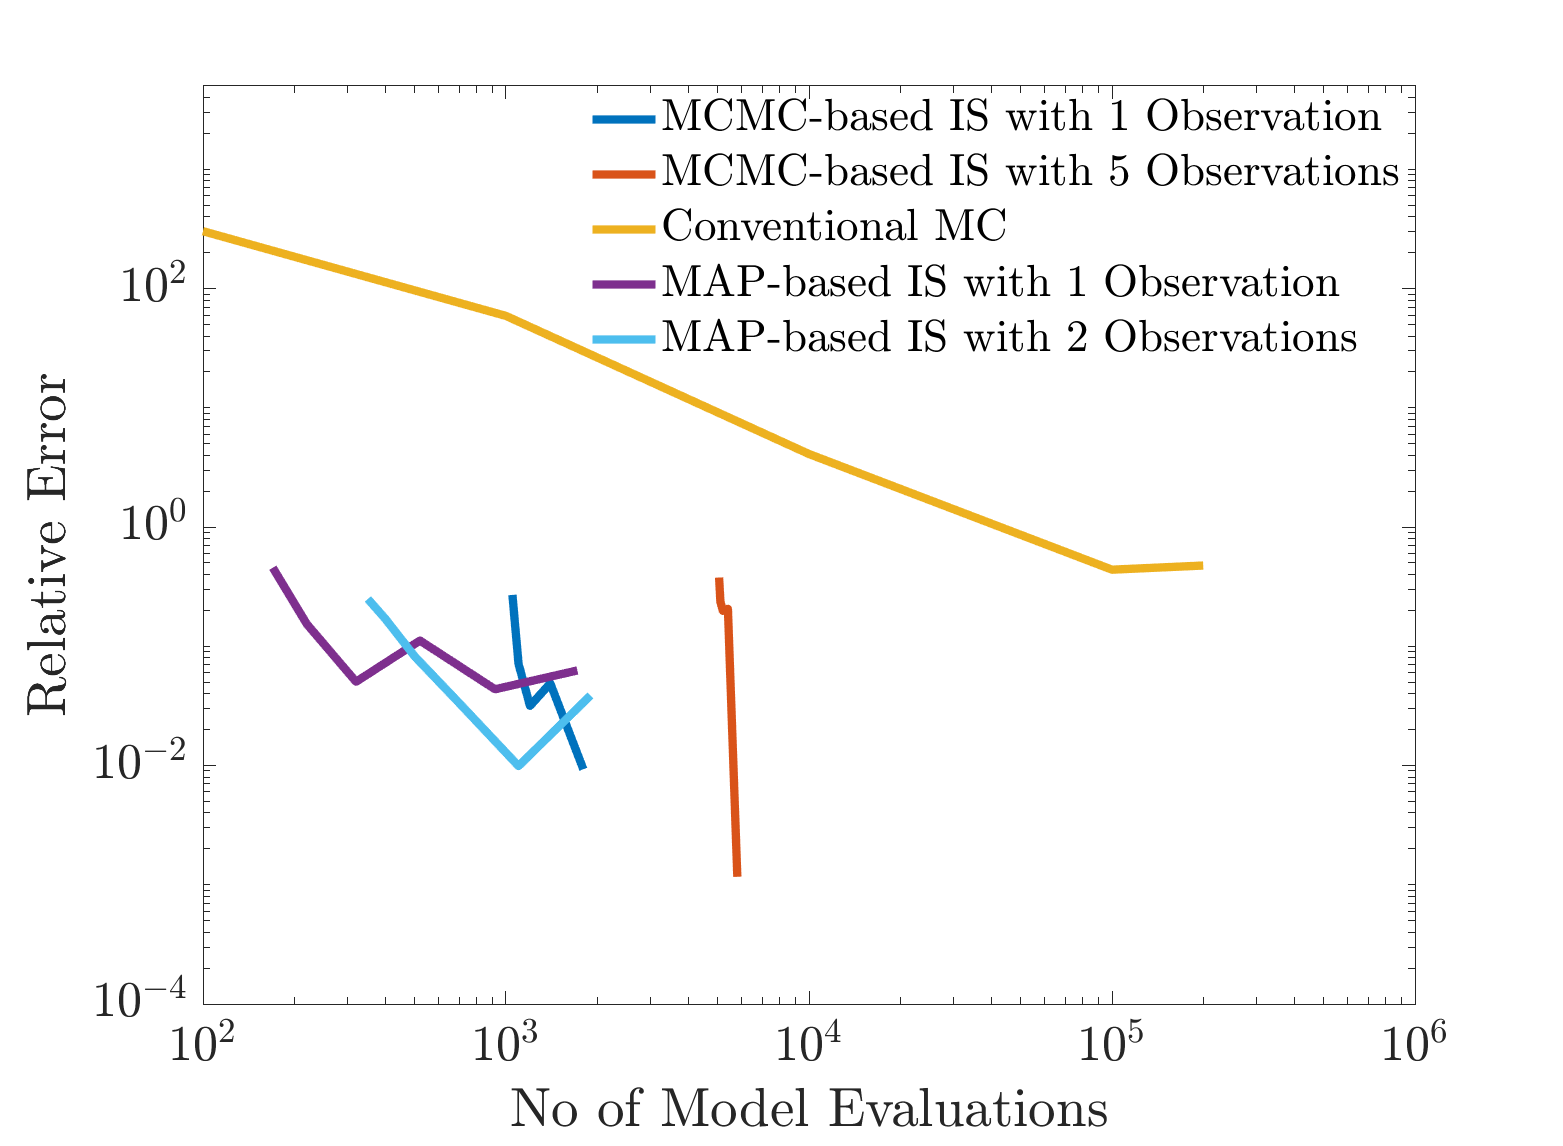 MCMC-based IS with 1 Observation
MCMC-based IS with 5 Observations
Conventional MC
MAP-based IS with 1 Observation
MAP-based IS with 2 Observations
Relative Error
10^2
10^0
10^{-2}
10^{-4}
10^2 10^3 10^4 10^5 10^6
No of Model Evaluations